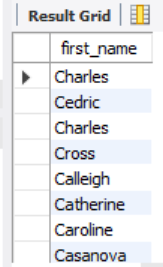 Result Grid
first_name
Charles
Cedric
Charles
Cross
Calleigh
Catherine
Caroline
Casanova